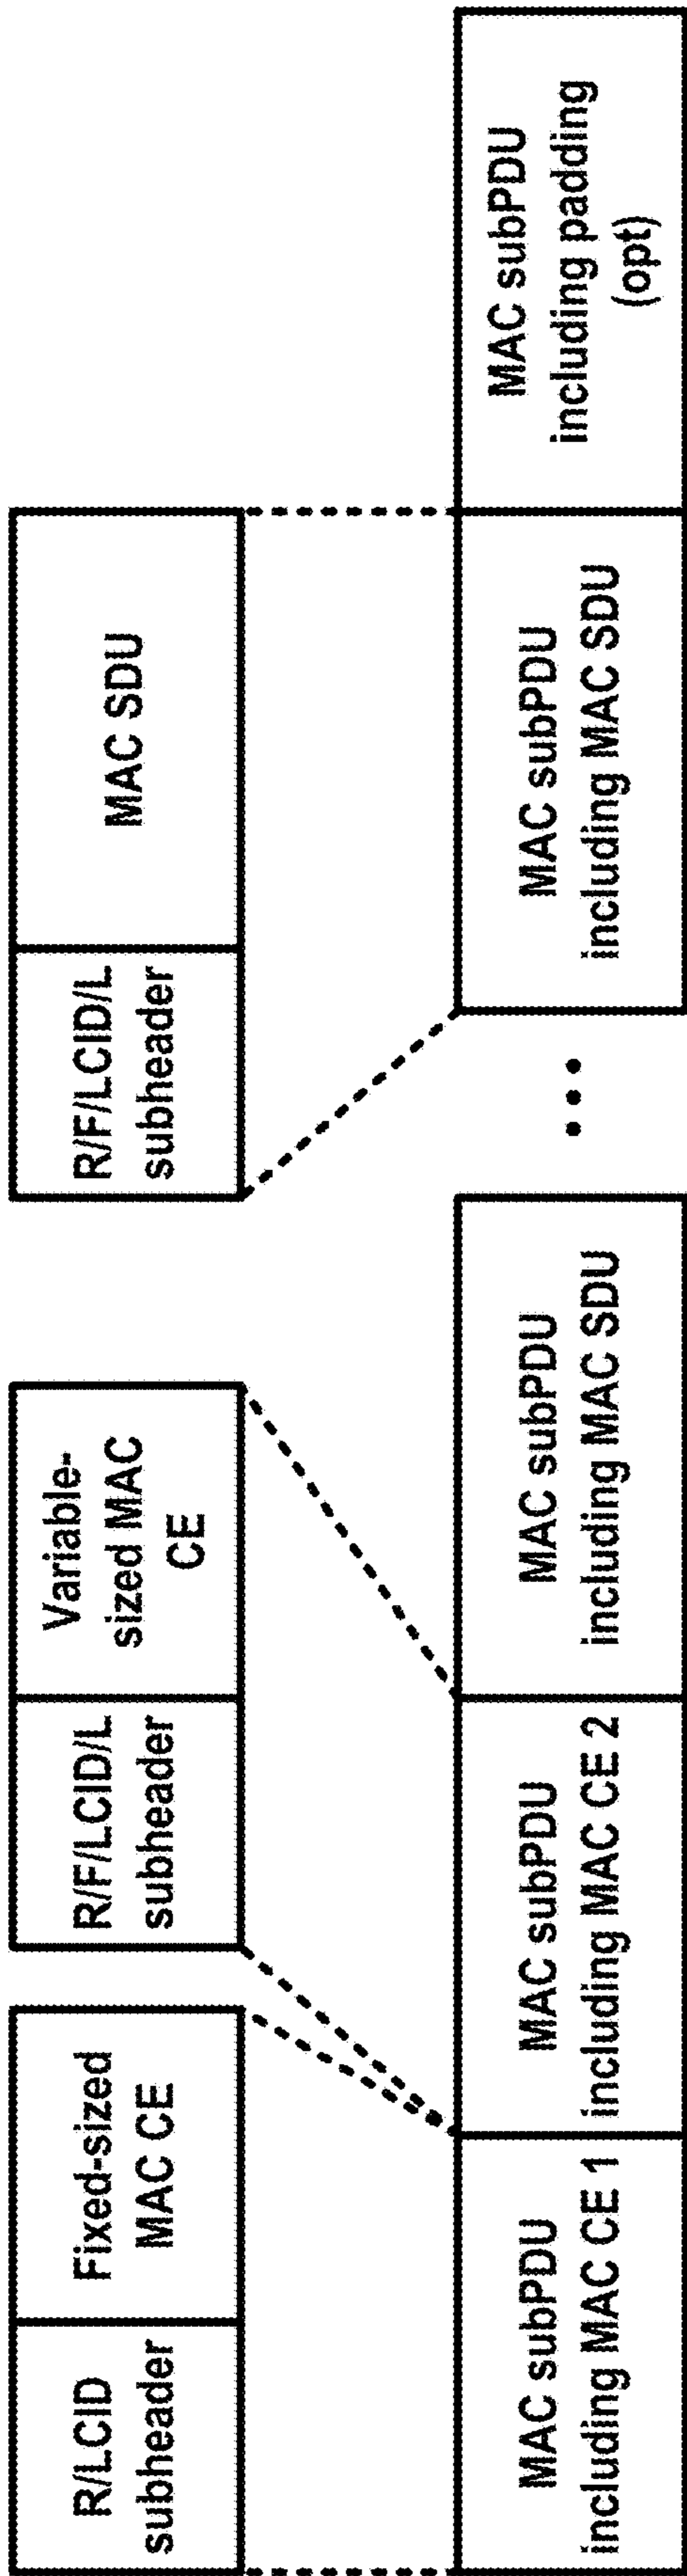 R/LCID
subheader
Fixed-sized
MAC CE
R/F/LCID/L
subheader
Variable-
sized MAC
CE
R/F/LCID/L
subheader
MAC SDU
MAC subPDU
including MAC CE 1
MAC subPDU
including MAC CE 2
MAC subPDU
including MAC SDU
•••
MAC subPDU
including MAC SDU
MAC subPDU
including padding
(opt)